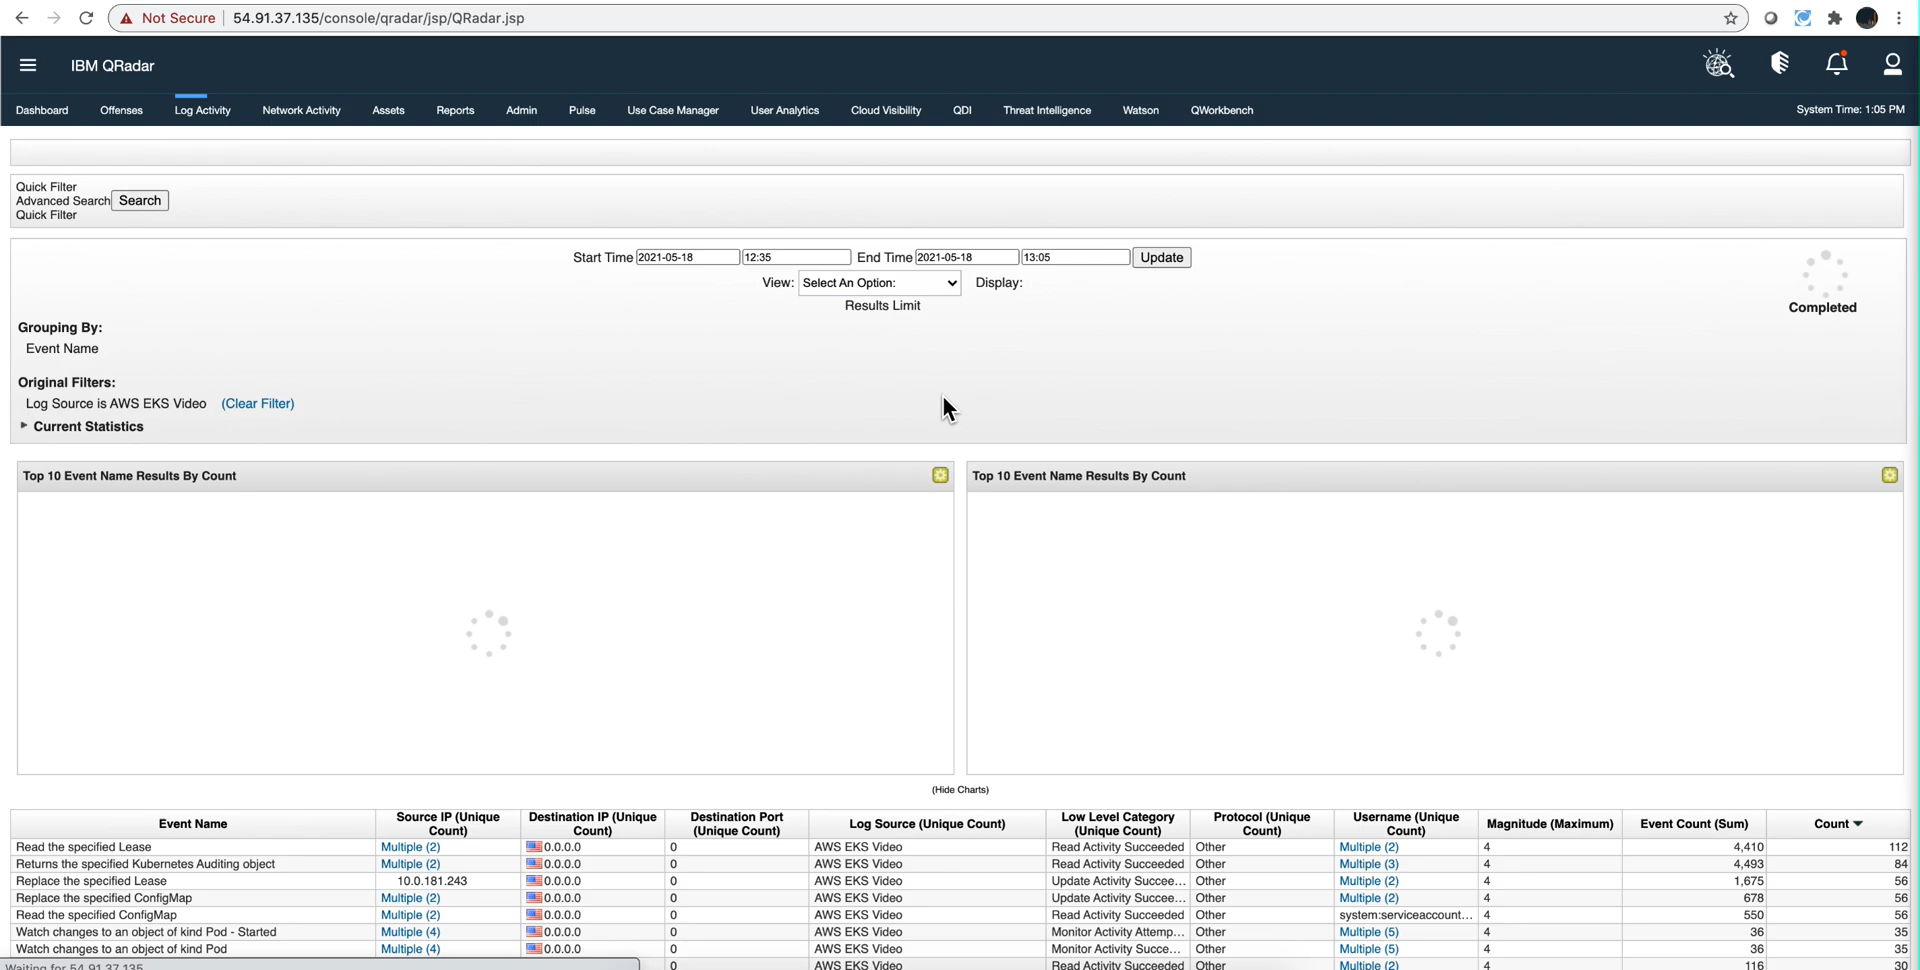 Not Secure 54.91.37.135/console/qradar/jsp/QRadar.jsp
IBM QRadar
Dashboard Offenses Log Activity Network Activity Assets Reports Admin Pulse Use Case Manager User Analytics Cloud Visibility QDI Threat Intelligence Watson QWorkbench System Time: 1:05 PM
Quick Filter
Advanced Search Search
Quick Filter
Start Time 2021-05-18 12:35 End Time 2021-05-18 13:05 Update
View: Select An Option: Display:
Results Limit
Completed
Grouping By:
Event Name
Original Filters:
Log Source is AWS EKS Video (Clear Filter)
Current Statistics
Top 10 Event Name Results By Count Top 10 Event Name Results By Count
(Hide Charts)
Event Name Source IP (Unique Count) Destination IP (Unique Count) Destination Port (Unique Count) Log Source (Unique Count) Low Level Category (Unique Count) Protocol (Unique Count) Username (Unique Count) Magnitude (Maximum) Event Count (Sum) Count
Read the specified Lease Multiple (2) 0.0.0.0 0 AWS EKS Video Read Activity Succeeded Other Multiple (2) 4 4,410 112
Returns the specified Kubernetes Auditing object Multiple (2) 0.0.0.0 0 AWS EKS Video Read Activity Succeeded Other Multiple (3) 4 4,493 84
Replace the specified Lease 10.0.181.243 0.0.0.0 0 AWS EKS Video Update Activity Succee... Other Multiple (2) 4 1,675 56
Replace the specified ConfigMap Multiple (2) 0.0.0.0 0 AWS EKS Video Update Activity Succee... Other Multiple (2) 4 678 56
Read the specified ConfigMap Multiple (2) 0.0.0.0 0 AWS EKS Video Read Activity Succeeded Other system:serviceaccount... 4 550 56
Watch changes to an object of kind Pod - Started Multiple (4) 0.0.0.0 0 AWS EKS Video Monitor Activity Attemp... Other Multiple (5) 4 36 35
Watch changes to an object of kind Pod Multiple (4) 0.0.0.0 0 AWS EKS Video Monitor Activity Succe... Other Multiple (5) 4 36 35
Waiting for 54.91.37.135 0 AWS EKS Video Read Activity Succeeded Other Multiple (2) 4 116 30